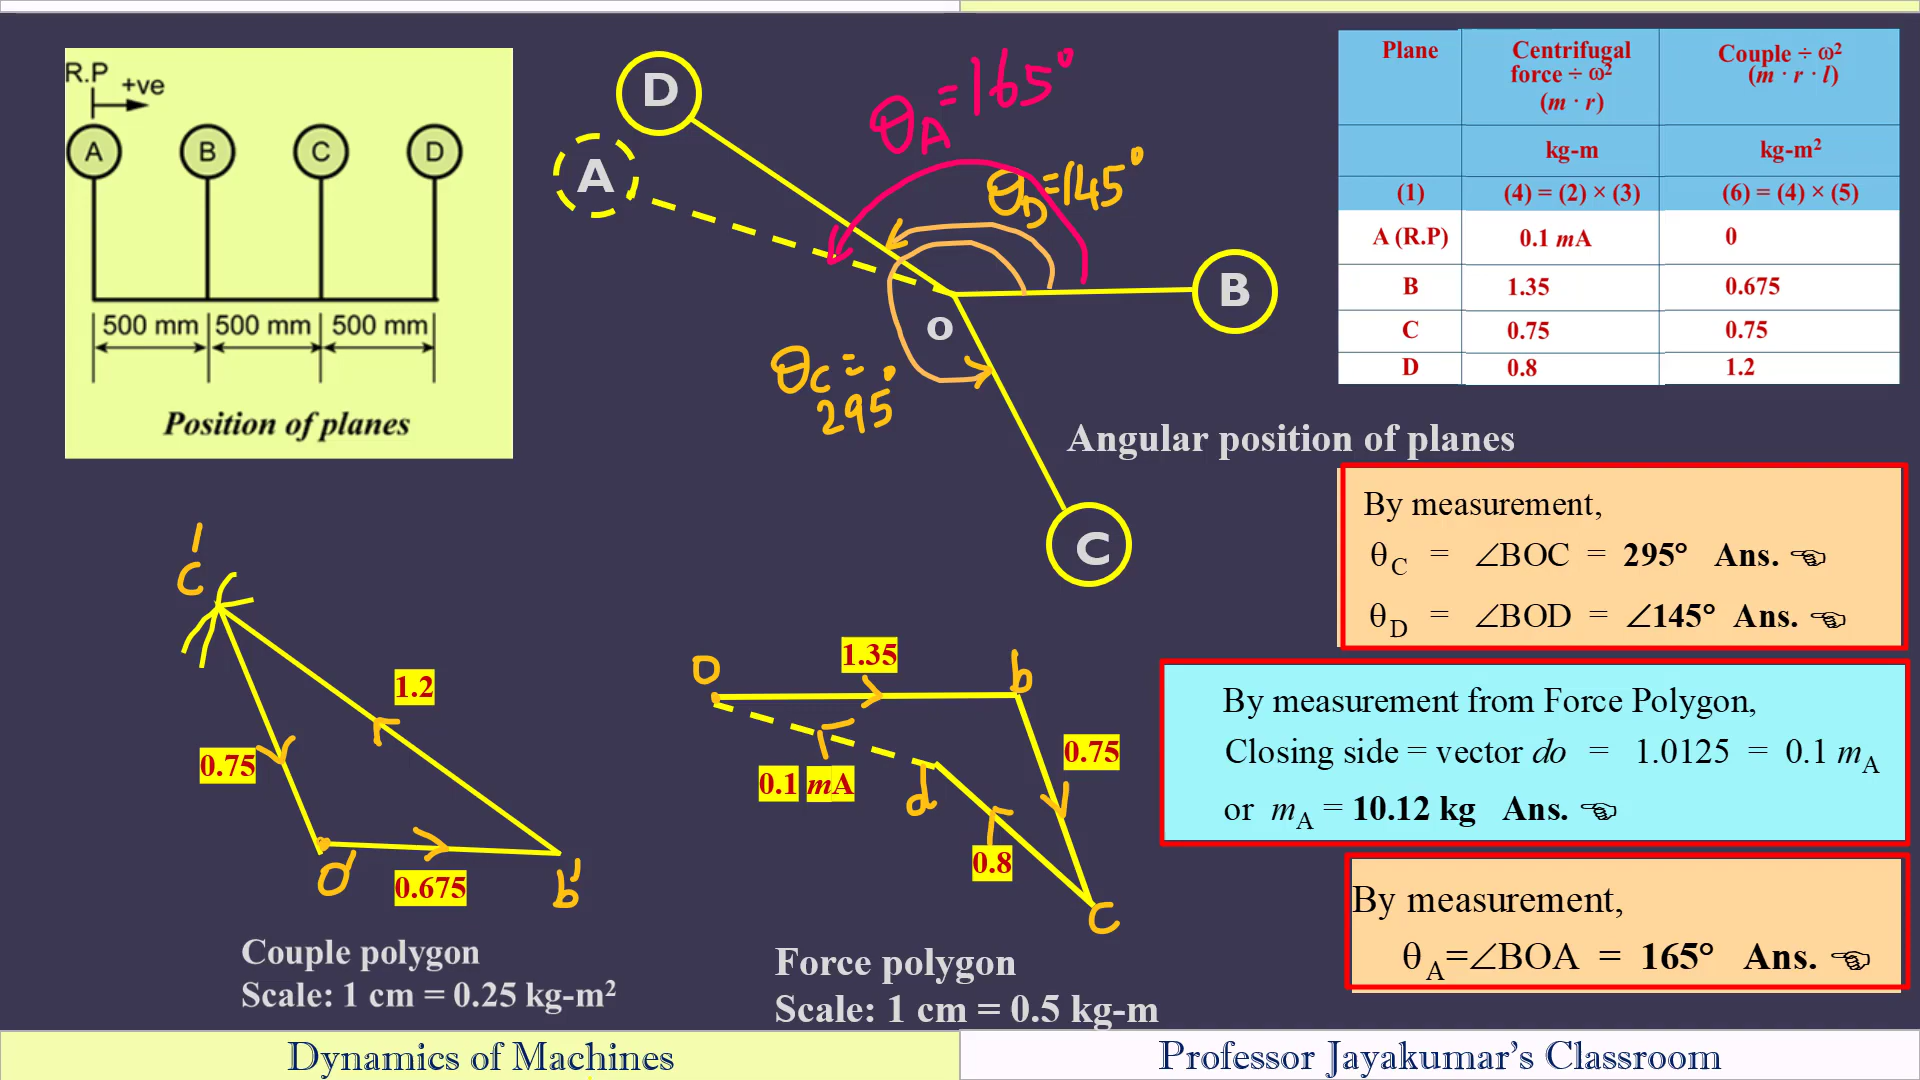 R.P
+ve
A B C D
500 mm 500 mm 500 mm
Position of planes
D
A
B
C
o
θA = 165°
θD = 145°
θC =
295°
Angular position of planes
Plane Centrifugal force ÷ ω² (m · r) Couple ÷ ω² (m · r · l)
kg-m kg-m²
(1) (4) = (2) × (3) (6) = (4) × (5)
A (R.P) 0.1 mA 0
B 1.35 0.675
C 0.75 0.75
D 0.8 1.2
By measurement,
θC = ∠BOC = 295° Ans.
θD = ∠BOD = ∠145° Ans.
By measurement from Force Polygon,
Closing side = vector do = 1.0125 = 0.1 mA
or mA = 10.12 kg Ans.
By measurement,
θA=∠BOA = 165° Ans.
c'
1.2
0.75
o'
0.675
b'
Couple polygon
Scale: 1 cm = 0.25 kg-m²
o
1.35
b
0.75
0.1 mA
d
0.8
c
Force polygon
Scale: 1 cm = 0.5 kg-m
Dynamics of Machines
Professor Jayakumar's Classroom